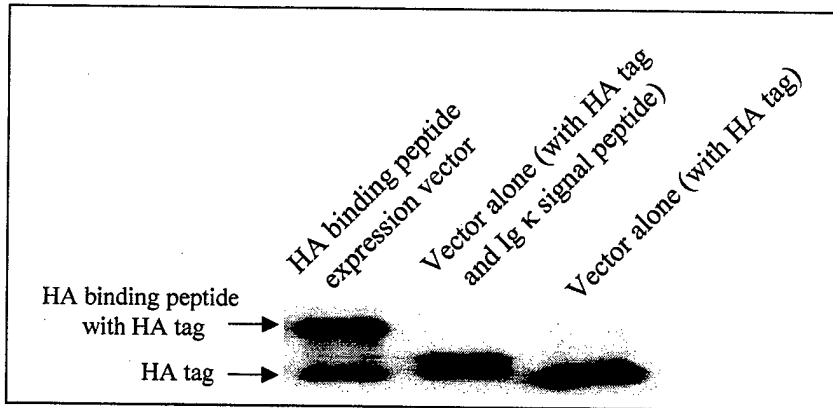 HA binding peptide
expression vector
Vector alone (with HA tag
and Ig κ signal peptide)
Vector alone (with HA tag)
HA binding peptide
with HA tag
HA tag